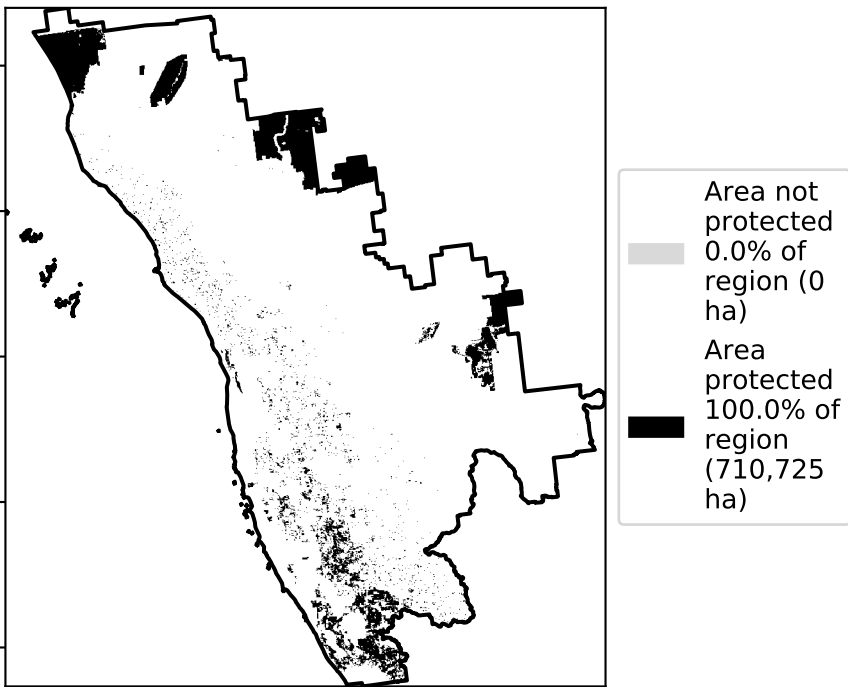 Area not
protected
0.0% of
region (0
ha)
Area
protected
100.0% of
region
(710,725
ha)